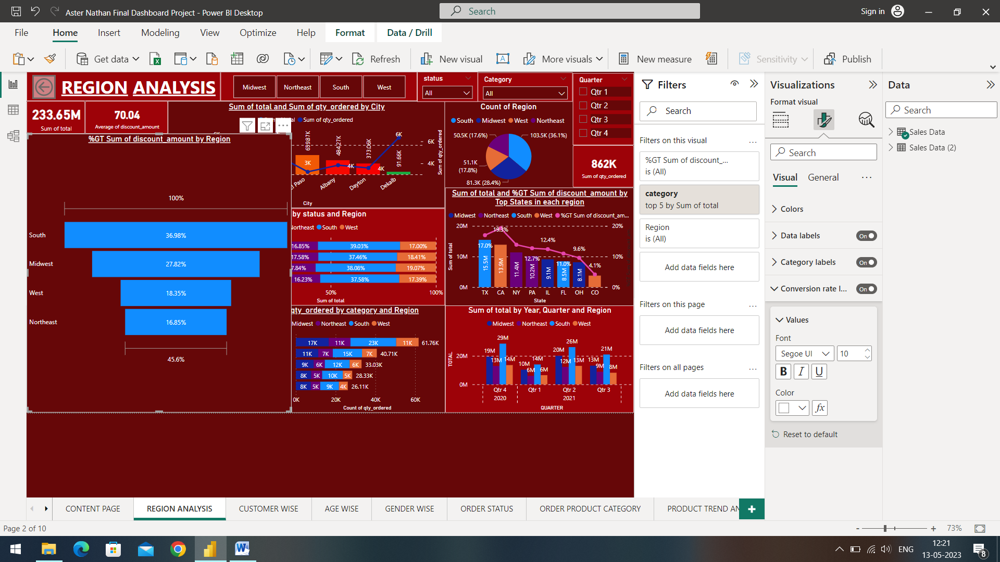 Aster Nathan Final Dashboard Project - Power BI Desktop
Search
Sign in
File Home Insert Modeling View Optimize Help Format Data / Drill
Get data
Refresh
New visual
More visuals
New measure
Sensitivity
Publish
REGION ANALYSIS
Midwest Northeast South West
status
All
Category
All
Quarter
Qtr 1
Qtr 2
Qtr 3
Qtr 4
233.65M
Sum of total
70.04
Average of discount_amount
Sum of total and Sum of qty_ordered by City
Sum of qty_ordered
659.87K
484.27K
373.06K
91.66K
3K
4K
4K
6K
6K
4K
Sum of qty_ordered
Albany
Dayton
Dekalb
City
%GT Sum of discount_amount by Region
100%
South 36.98%
Midwest 27.82%
West 18.35%
Northeast 16.85%
45.6%
Count of Region
South Midwest West Northeast
50.5K (17.6%)
103.5K (36.1%)
51.1K
(17.8%)
81.3K (28.4%)
862K
Sum of qty_ordered
by status and Region
South West
16.85% 39.03% 17.00%
17.58% 37.46% 18.41%
7.84% 38.08% 19.07%
16.23% 37.58% 17.39%
50% 100%
Sum of total
Sum of total and %GT Sum of discount_amount by
Top States in each region
Midwest Northeast South West %GT Sum of discount_am...
20M
10M
0M
20%
10%
0%
Sum of total
17.0%
19.3%
12.7%
12.4%
11.0%
9.6%
4.1%
15.5M 13.9M 11.4M 10.2M 9.1M 8.5M 8.1M
TX CA NY PA IL FL OH CO
State
qty_ordered by category and Region
Midwest Northeast South West
17K 11K 23K 11K 61.76K
11K 7K 15K 7K 40.71K
9K 6K 12K 6K 33.03K
8K 5K 10K 5K 28.33K
8K 5K 9K 4K 26.11K
0K 20K 40K 60K
Count of qty_ordered
Sum of total by Year, Quarter and Region
Midwest Northeast South West
TOTAL
20M
0M
19M 13M 29M 14M
10M 6M 14M 6M
20M 12M 26M 13M
13M 9M 21M 8M
Qtr 4 Qtr 1 Qtr 2 Qtr 3
2020 2021
QUARTER
Filters
Search
Filters on this visual ...
%GT Sum of discount_...
is (All)
category
top 5 by Sum of total
Region
is (All)
Add data fields here
Filters on this page ...
Add data fields here
Filters on all pages ...
Add data fields here
Visualizations
Format visual
Search
Visual General ...
Colors
Data labels On
Category labels On
Conversion rate l... On
Values
Font
Segoe UI 10
B I U
Color
fx
Reset to default
Data
Search
Sales Data
Sales Data (2)
CONTENT PAGE REGION ANALYSIS CUSTOMER WISE AGE WISE GENDER WISE ORDER STATUS ORDER PRODUCT CATEGORY PRODUCT TREND AN
Page 2 of 10
- + 73%
ENG
12:21
13-05-2023
8